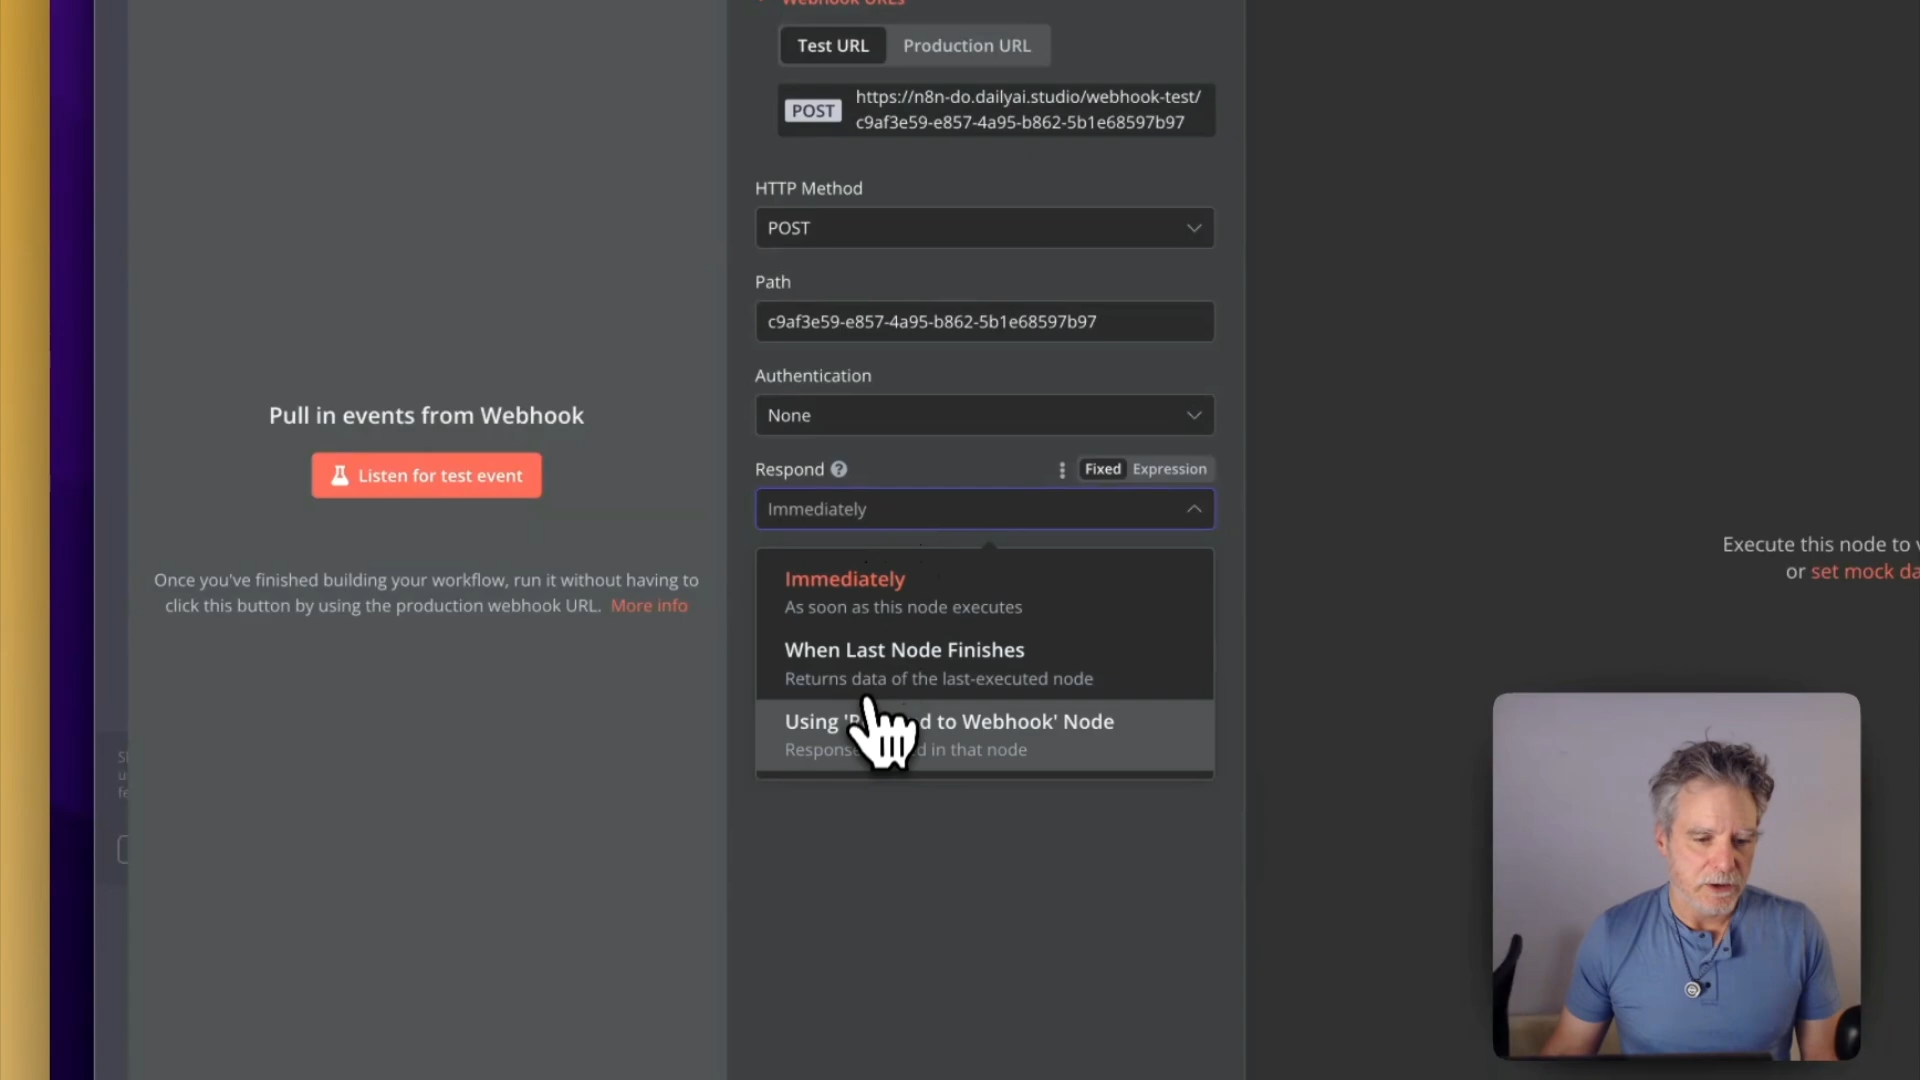 Webhook URLs
Test URL
Production URL
POST
https://n8n-do.dailyai.studio/webhook-test/
c9af3e59-e857-4a95-b862-5b1e68597b97
HTTP Method
POST
Path
c9af3e59-e857-4a95-b862-5b1e68597b97
Authentication
None
Respond
Fixed
Expression
Immediately
Immediately
As soon as this node executes
When Last Node Finishes
Returns data of the last-executed node
Using to Webhook' Node
in that node
Pull in events from Webhook
Listen for test event
Once you've finished building your workflow, run it without having to
click this button by using the production webhook URL. More info
Execute this node to
or set mock